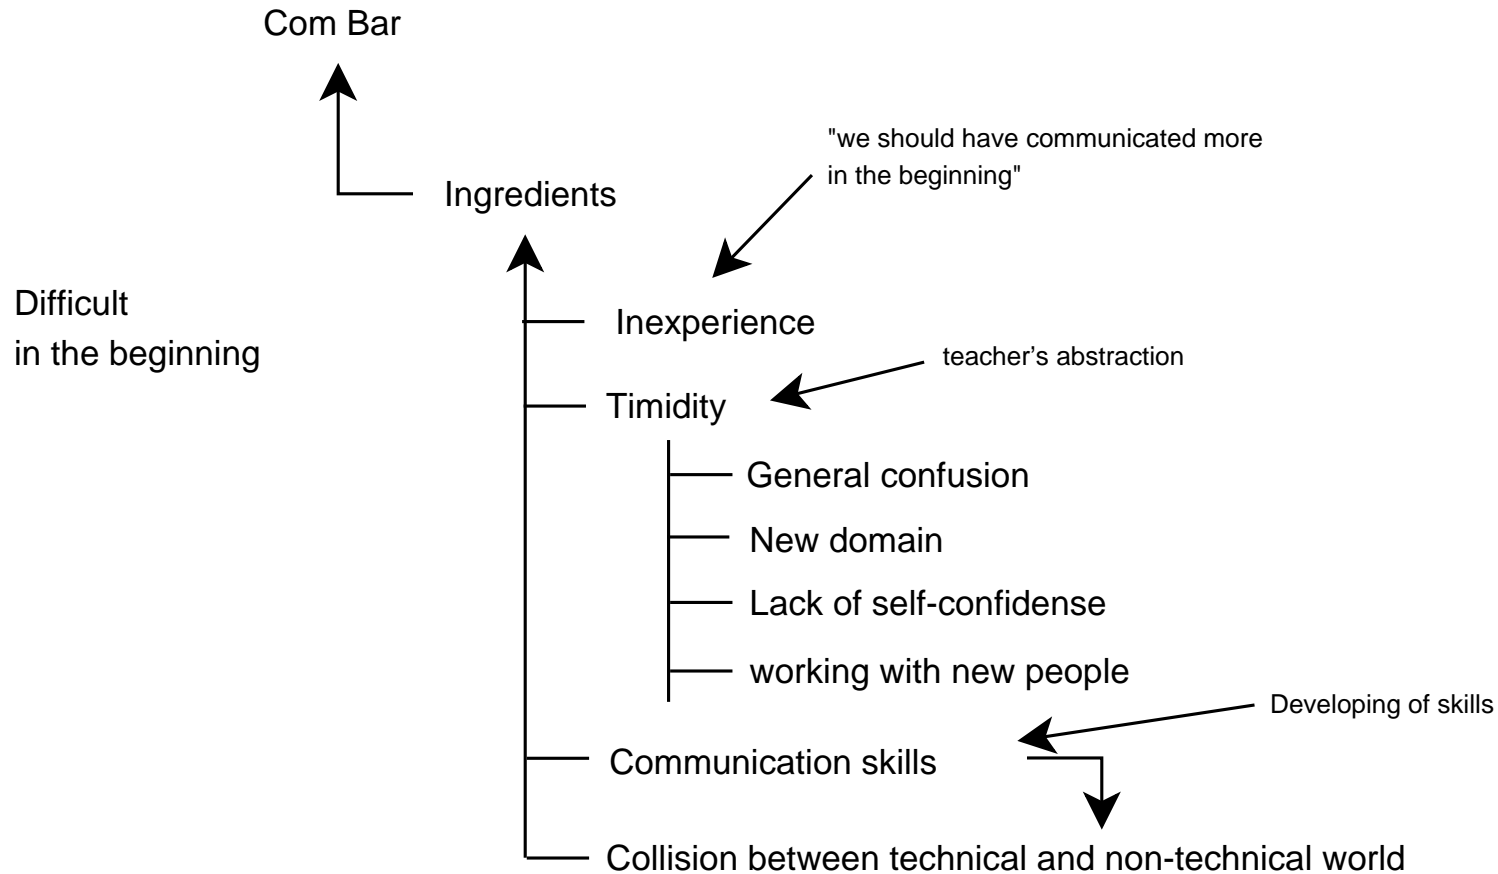 Com Bar
"we should have communicated more
in the beginning"
Ingredients
Difficult
in the beginning
Inexperience
teacher's abstraction
Timidity
General confusion
New domain
Lack of self-confidense
working with new people
Developing of skills
Communication skills
Collision between technical and non-technical world